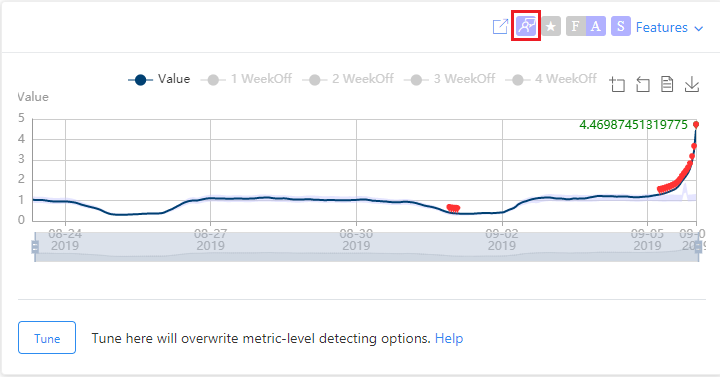 F A S Features
Value 1 WeekOff 2 WeekOff 3 WeekOff 4 WeekOff
Value
4.46987451319775
5
4
3
2
1
0
08-24 08-27 08-30 09-02 09-05 09-0
2019 2019 2019 2019 2019 2019
Tune Tune here will overwrite metric-level detecting options. Help